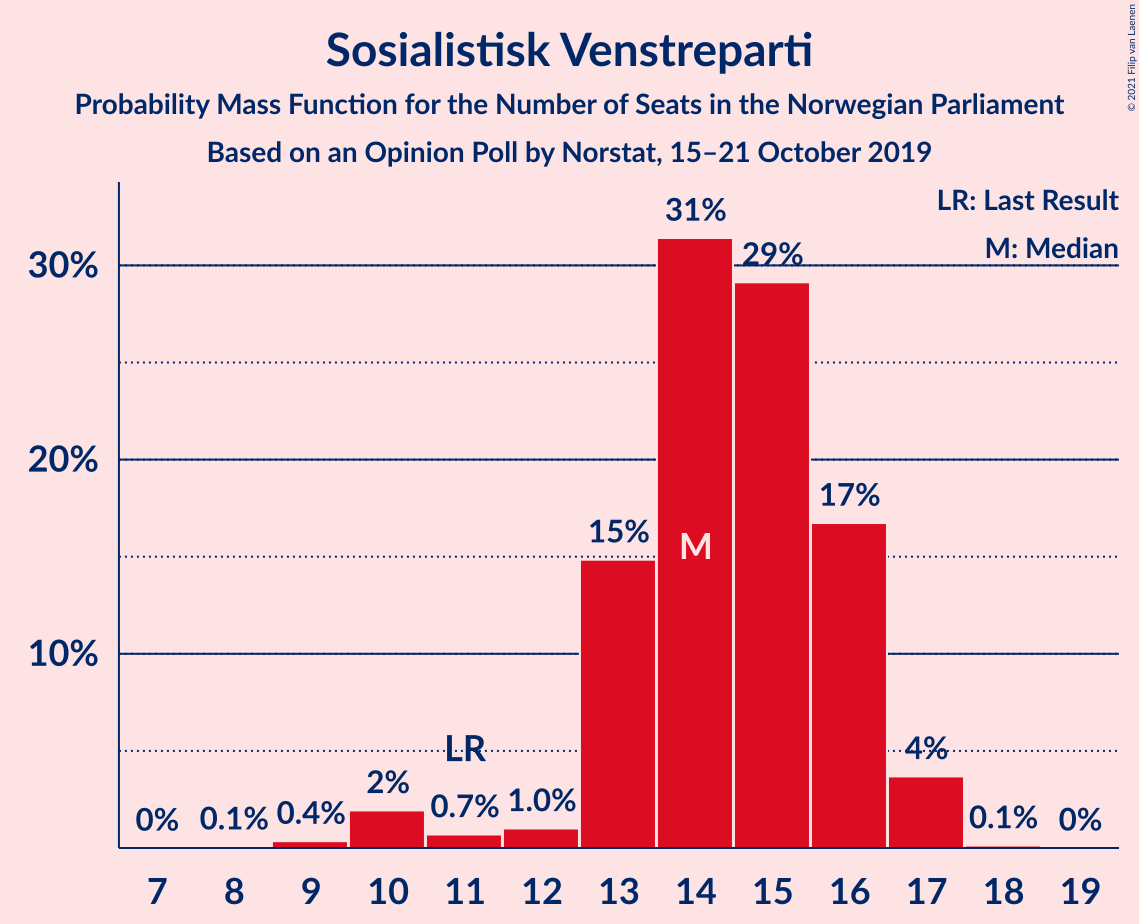 © 2021 Filip van Laenen
Sosialistisk Venstreparti
Probability Mass Function for the Number of Seats in the Norwegian Parliament
Based on an Opinion Poll by Norstat, 15–21 October 2019
LR: Last Result
M: Median
30%
20%
10%
0%
0.1%
0.4%
2%
LR
0.7%
1.0%
15%
31%
M
29%
17%
4%
0.1%
0%
7 8 9 10 11 12 13 14 15 16 17 18 19